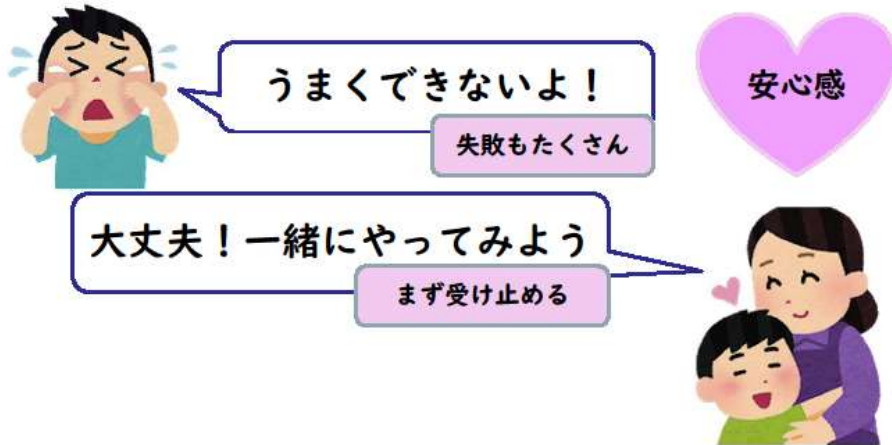 うまくできないよ！
失敗もたくさん
安心感
大丈夫！一緒にやってみよう
まず受け止める